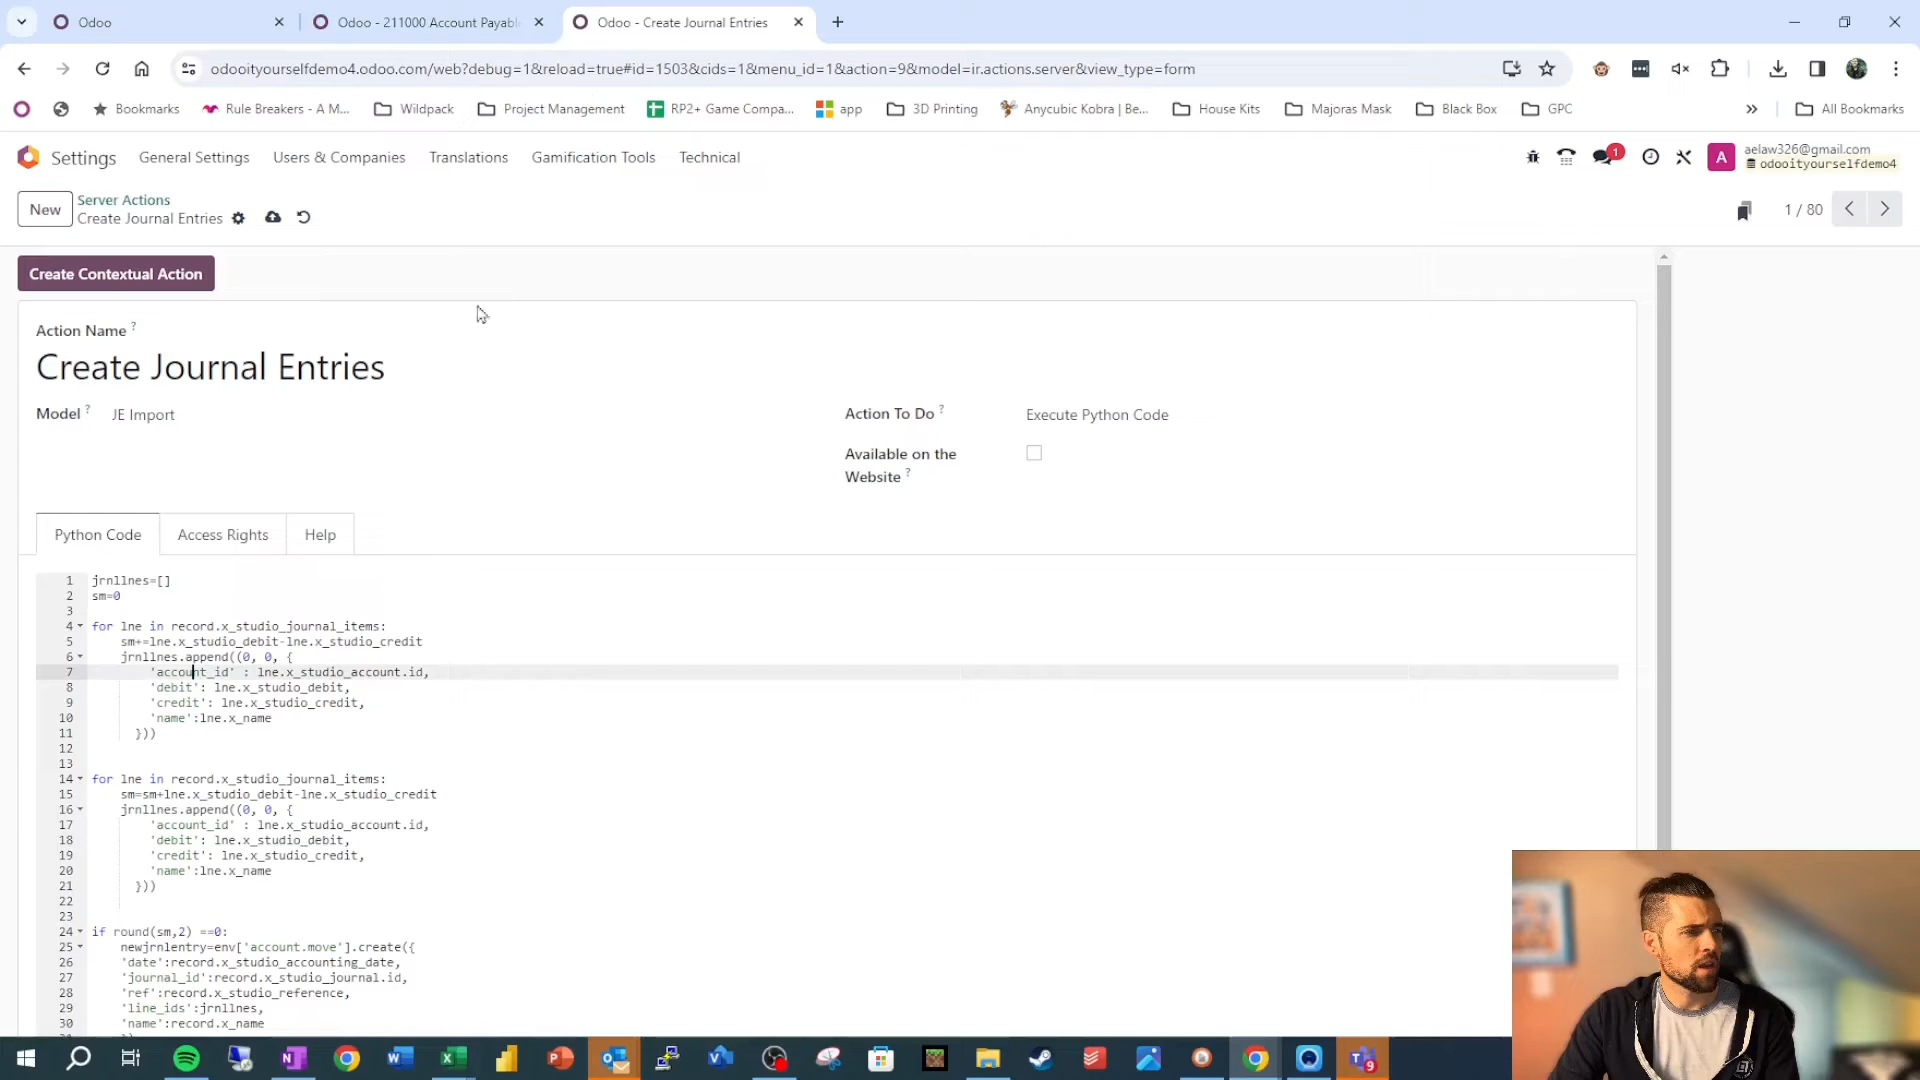 Odoo
Odoo - 211000 Account Payabl
Odoo - Create Journal Entries
odooityourselfdemo4.odoo.com/web?debug=1&reload=true#id=1503&cids=1&menu_id=1&action=9&model=ir.actions.server&view_type=form
Bookmarks
Rule Breakers - A M...
Wildpack
Project Management
RP2+ Game Compa...
app
3D Printing
Anycubic Kobra | Be...
House Kits
Majoras Mask
Black Box
GPC
»
All Bookmarks
Settings
General Settings
Users & Companies
Translations
Gamification Tools
Technical
1
A
aelaw326@gmail.com
odooityourselfdemo4
New
Server Actions
Create Journal Entries
1 / 80
Create Contextual Action
Action Name ?
Create Journal Entries
Model ?
JE Import
Action To Do ?
Execute Python Code
Available on the
Website ?
Python Code
Access Rights
Help
1 jrnllnes=[]
2 sm=0
3
4 for lne in record.x_studio_journal_items:
5 sm+=lne.x_studio_debit-lne.x_studio_credit
6 jrnllnes.append((0, 0, {
7 'account_id' : lne.x_studio_account.id,
8 'debit': lne.x_studio_debit,
9 'credit': lne.x_studio_credit,
10 'name':lne.x_name
11 }))
12
13
14 for lne in record.x_studio_journal_items:
15 sm=sm+lne.x_studio_debit-lne.x_studio_credit
16 jrnllnes.append((0, 0, {
17 'account_id' : lne.x_studio_account.id,
18 'debit': lne.x_studio_debit,
19 'credit': lne.x_studio_credit,
20 'name':lne.x_name
21 }))
22
23
24 if round(sm,2) ==0:
25 newjrnlentry=env['account.move'].create({
26 'date':record.x_studio_accounting_date,
27 'journal_id':record.x_studio_journal.id,
28 'ref':record.x_studio_reference,
29 'line_ids':jrnllnes,
30 'name':record.x_name